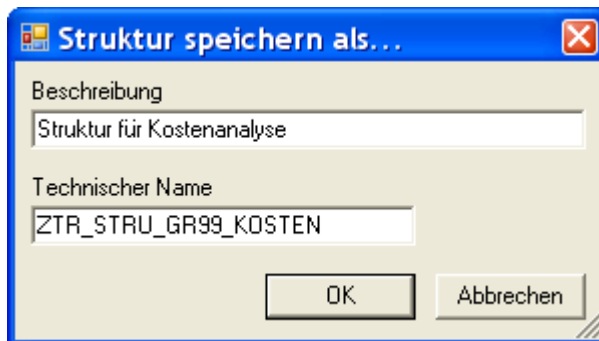 Struktur speichern als...
Beschreibung
Struktur für Kostenanalyse
Technischer Name
ZTR_STRU_GR99_KOSTEN
OK Abbrechen